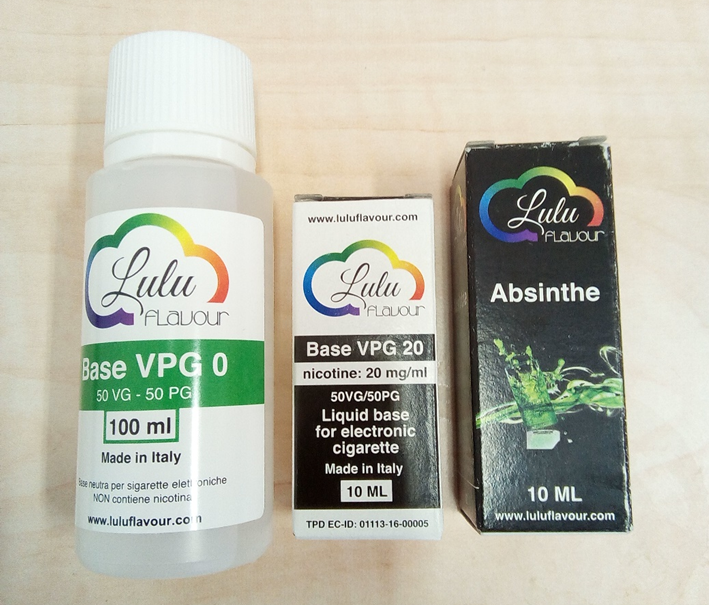 Lulu
FLavour
Base VPG 0
50 VG - 50 PG
100 ml
Made in Italy
Base neutra per sigarette elettroniche
NON contiene nicotina
www.luluflavour.com
www.luluflavour.com
Lulu
FLavour
Base VPG 20
nicotine: 20 mg/ml
50VG/50PG
Liquid base
for electronic
cigarette
Made in Italy
10 ML
TPD EC-ID: 01113-16-00005
Lulu
FLavour
Absinthe
10 ML
www.luluflavour.com